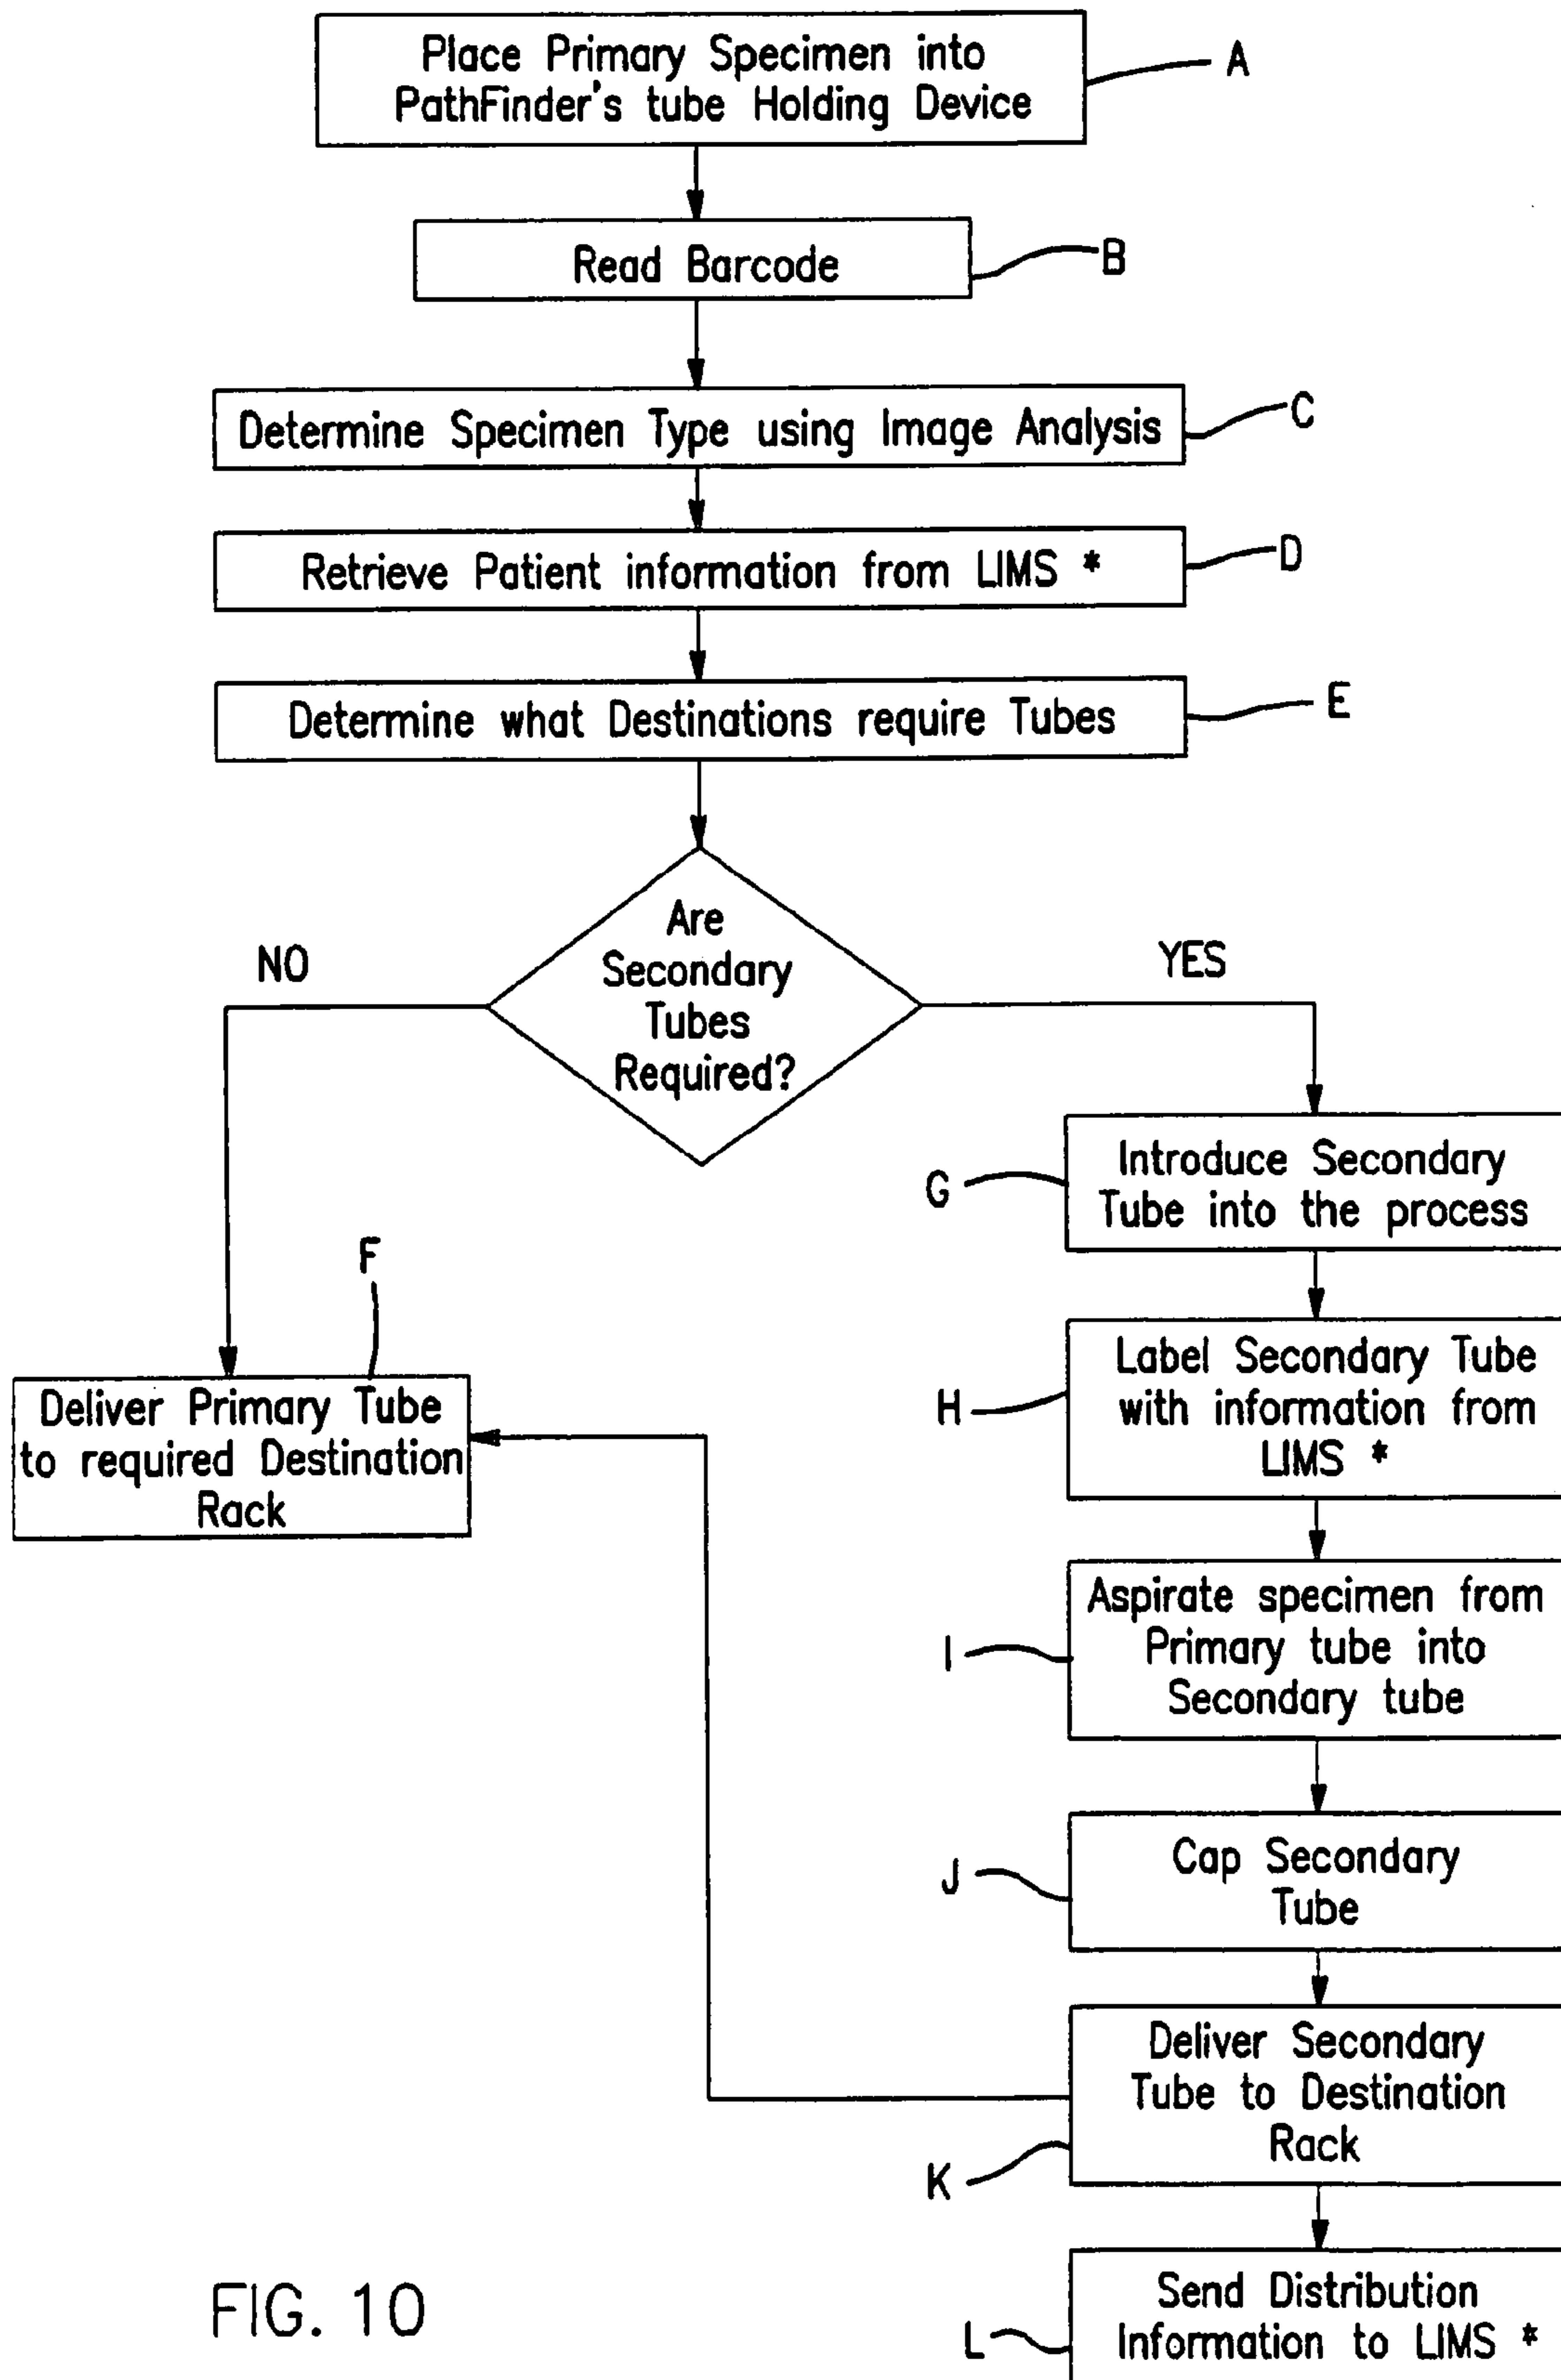 Place Primary Specimen into
PathFinder's tube Holding Device
A
Read Barcode
B
Determine Specimen Type using Image Analysis
C
Retrieve Patient information from LIMS *
D
Determine what Destinations require Tubes
E
Are
Secondary
Tubes
Required?
NO
YES
F
Deliver Primary Tube
to required Destination
Rack
G
Introduce Secondary
Tube into the process
H
Label Secondary Tube
with information from
LIMS *
I
Aspirate specimen from
Primary tube into
Secondary tube
J
Cap Secondary
Tube
K
Deliver Secondary
Tube to Destination
Rack
L
Send Distribution
Information to LIMS *
FIG. 10